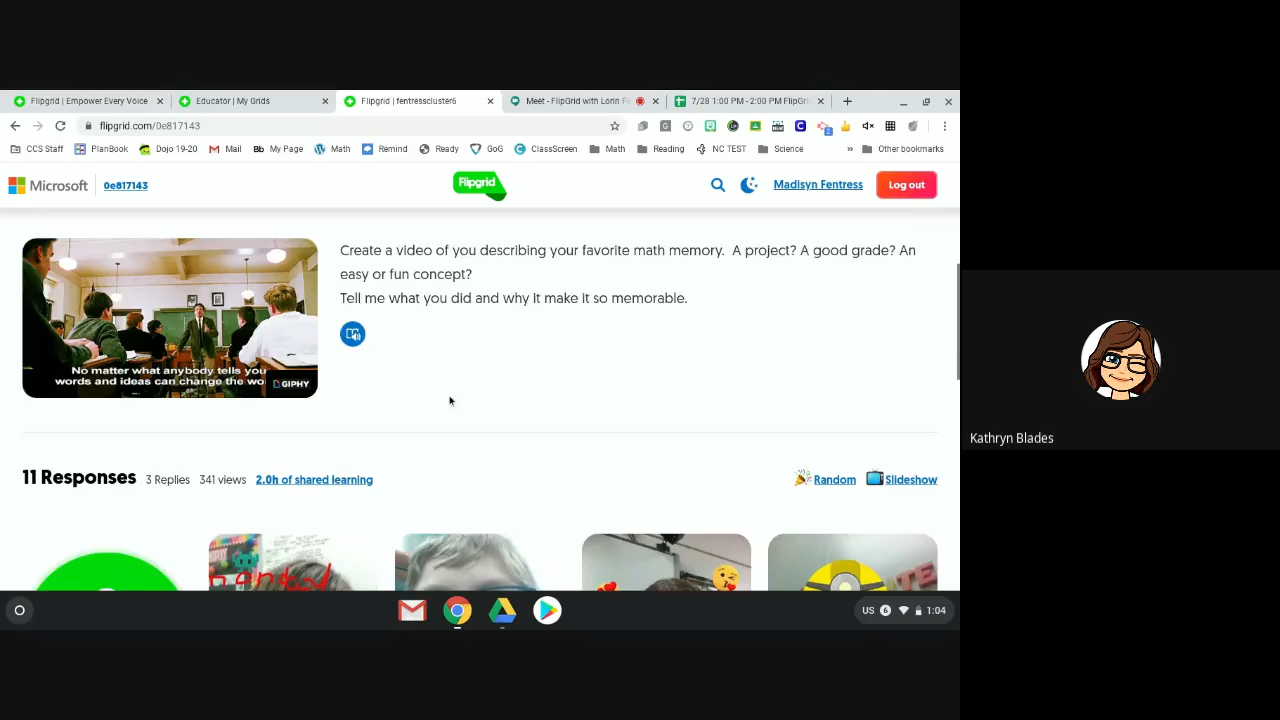 Flipgrid | Empower Every Voice
Educator | My Grids
Flipgrid | fentresscluster6
Meet - FlipGrid with Lorin Fe
7/28 1:00 PM - 2:00 PM FlipGri
flipgrid.com/0e817143
CCS Staff PlanBook Dojo 19-20 Mail Bb My Page Math Remind Ready GoG ClassScreen Math Reading NC TEST Science » Other bookmarks
Microsoft 0e817143 Flipgrid Madisyn Fentress Log out
Create a video of you describing your favorite math memory. A project? A good grade? An
easy or fun concept?
Tell me what you did and why it make it so memorable.
No matter what anybody tells you
words and ideas can change the wo
GIPHY
11 Responses 3 Replies 341 views 2.0h of shared learning Random Slideshow
US 6 1:04
Kathryn Blades